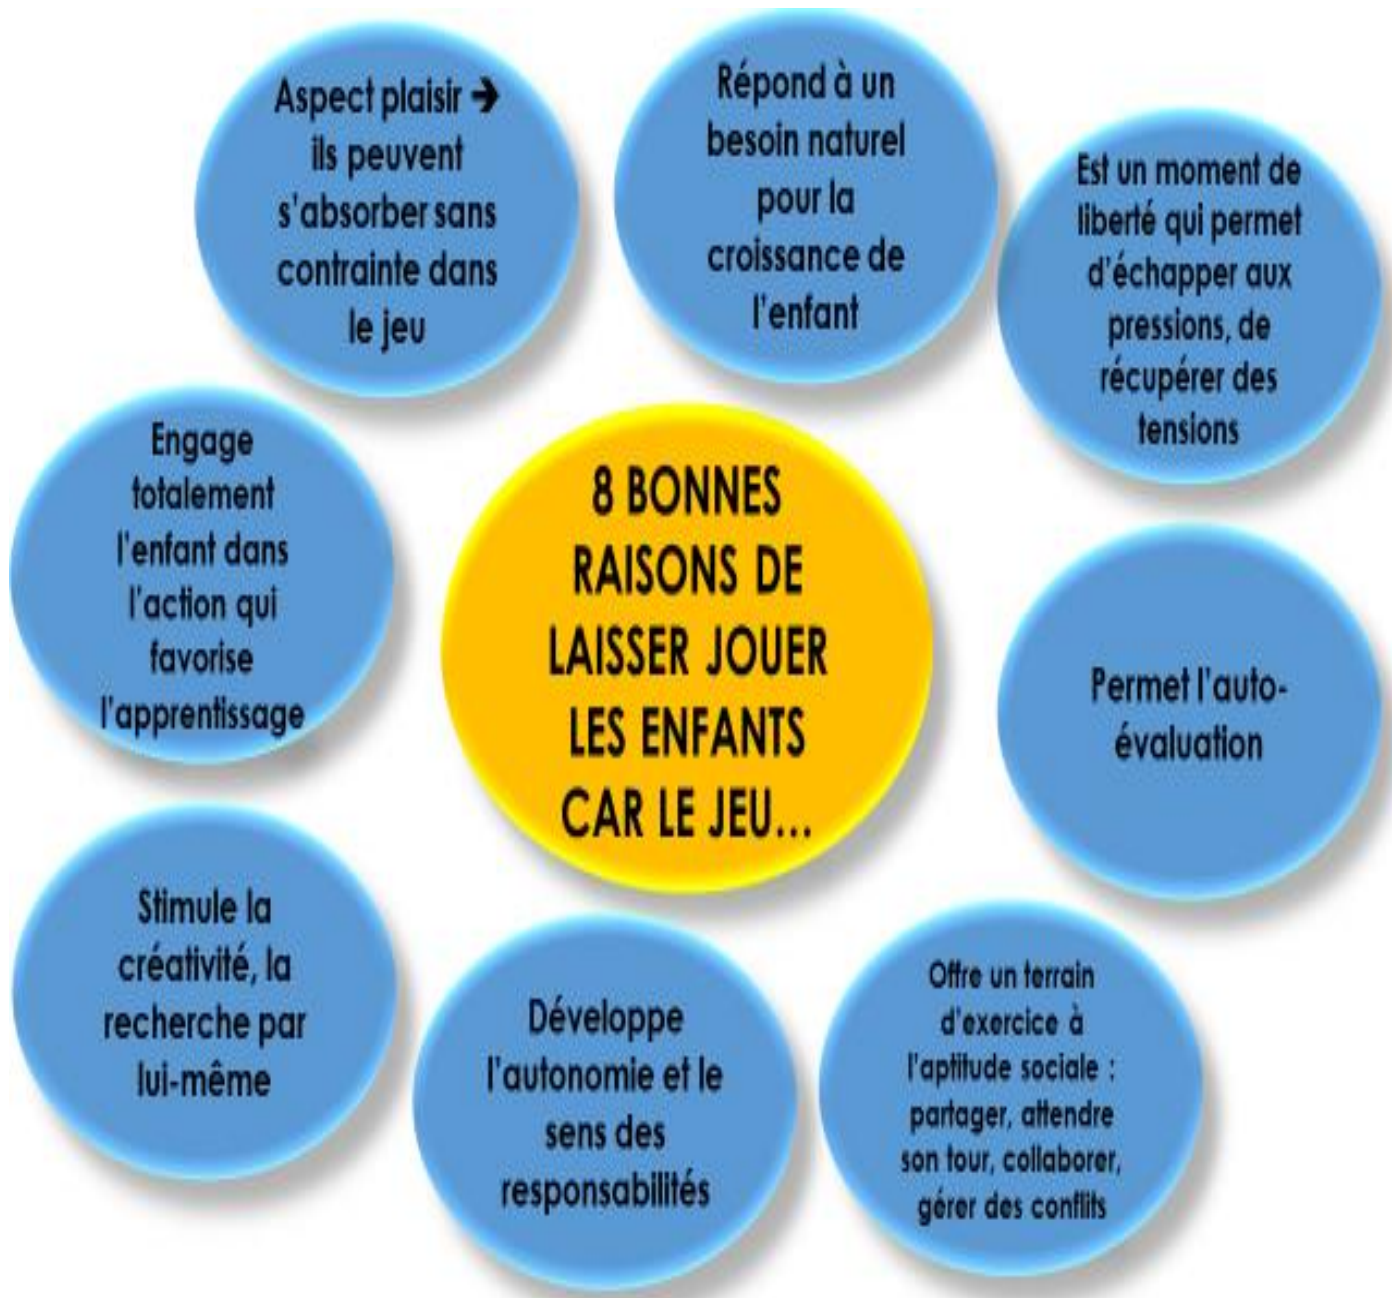 8 BONNES
RAISONS DE
LAISSER JOUER
LES ENFANTS
CAR LE JEU...
Aspect plaisir ➔
ils peuvent
s'absorber sans
contrainte dans
le jeu
Répond à un
besoin naturel
pour la
croissance de
l'enfant
Est un moment de
liberté qui permet
d'échapper aux
pressions, de
récupérer des
tensions
Permet l'auto-
évaluation
Offre un terrain
d'exercice à
l'aptitude sociale :
partager, attendre
son tour, collaborer,
gérer des conflits
Développe
l'autonomie et le
sens des
responsabilités
Stimule la
créativité, la
recherche par
lui-même
Engage
totalement
l'enfant dans
l'action qui
favorise
l'apprentissage